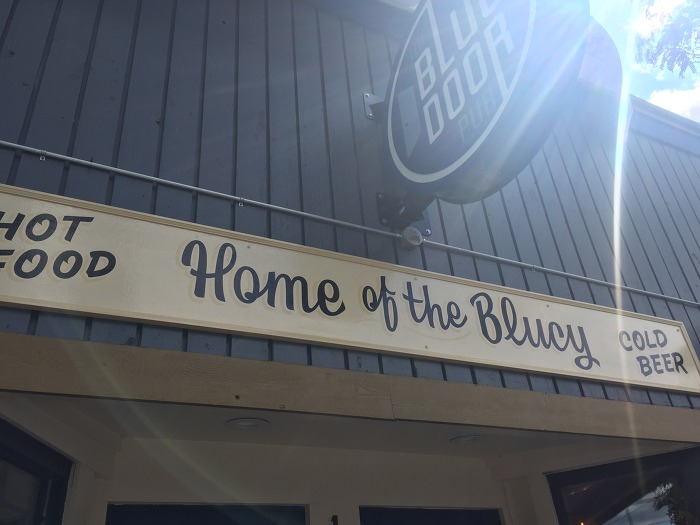 BLUE
DOOR
PUB
HOT
FOOD
Home of the Blucy
COLD
BEER